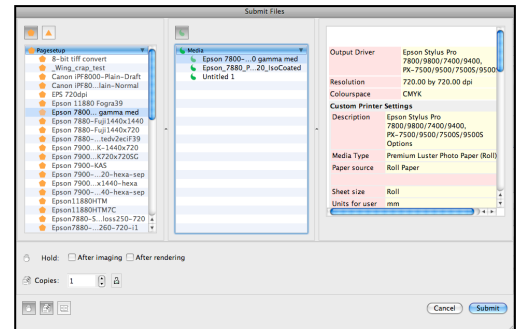 Submit Files
Pagesetup
8-bit tiff convert
_Wing_crap_test
Canon iPF8000-Plain-Draft
Canon iPF80...lain-Normal
EPS 720dpi
Epson 11880 Fogra39
Epson 7800... gamma med
Epson 7880-Fuji1440x1440
Epson 7880-Fuji1440x720
Epson 7880-...tedv2eciF39
Epson 7900...K-1440x720
Epson 7900...K720x720SG
Epson 7900-KAS
Epson 7900-...20-hexa-sep
Epson 7900...x1440-hexa
Epson 7900-...40-hexa-sep
Epson11880HTM
Epson11880HTM7C
Epson7880-S...loss250-720
Epson7880-...260-720-i1
Media
Epson 7800-...0 gamma med
Epson_7880_P...20_IsoCoated
Untitled 1
Output Driver Epson Stylus Pro
7800/9800/7400/9400,
PX-7500/9500/7500S/9500
Resolution 720.00 by 720.00 dpi
Colourspace CMYK
Custom Printer Settings
Description Epson Stylus Pro
7800/9800/7400/9400,
PX-7500/9500/7500S/9500S
Options
Media Type Premium Luster Photo Paper (Roll)
Paper source Roll Paper
Sheet size Roll
Units for user mm
Hold: After imaging After rendering
Copies: 1
Cancel Submit